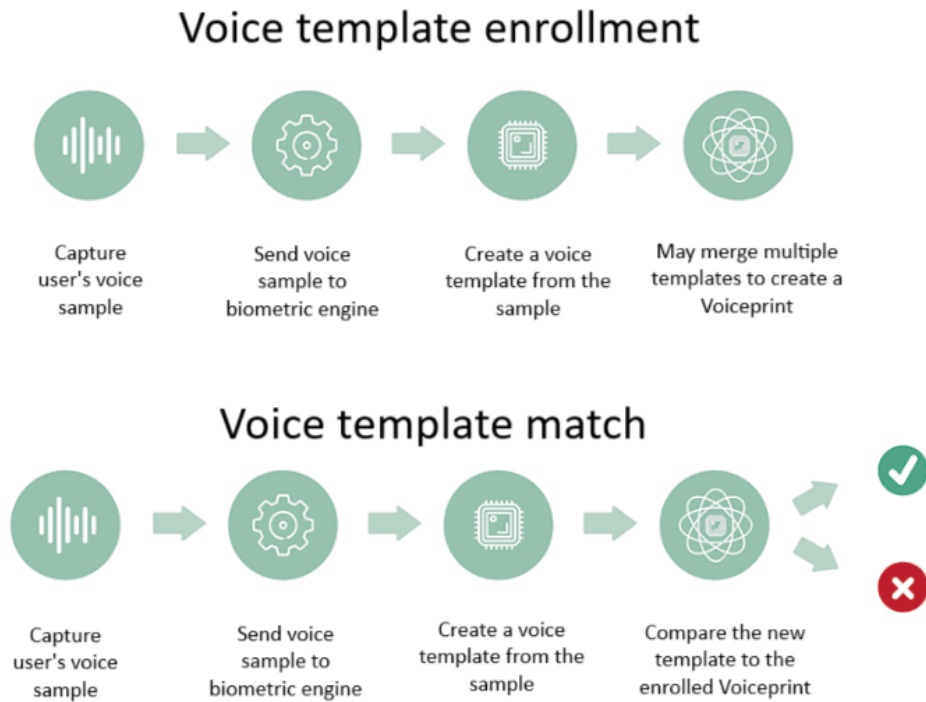 Voice template enrollment
Capture
user's voice
sample
Send voice
sample to
biometric engine
Create a voice
template from the
sample
May merge multiple
templates to create a
Voiceprint
Voice template match
Capture
user's voice
sample
Send voice
sample to
biometric engine
Create a voice
template from the
sample
Compare the new
template to the
enrolled Voiceprint